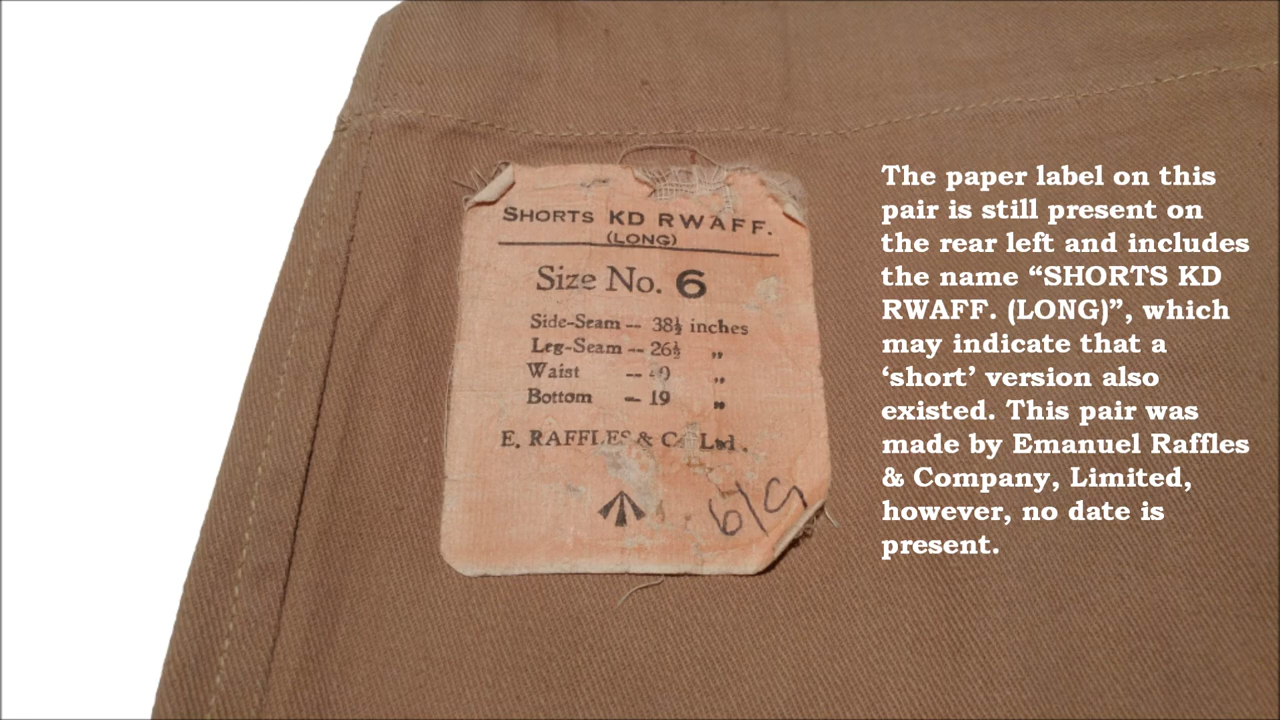 SHORTS KD RWAFF.
(LONG)
Size No. 6
Side-Seam -- 38½ inches
Leg-Seam -- 26½ „
Waist -- „
Bottom -- 19 „
E. RAFFLES & Co. Ltd.
6/9
The paper label on this
pair is still present on
the rear left and includes
the name “SHORTS KD
RWAFF. (LONG)”, which
may indicate that a
‘short’ version also
existed. This pair was
made by Emanuel Raffles
& Company, Limited,
however, no date is
present.